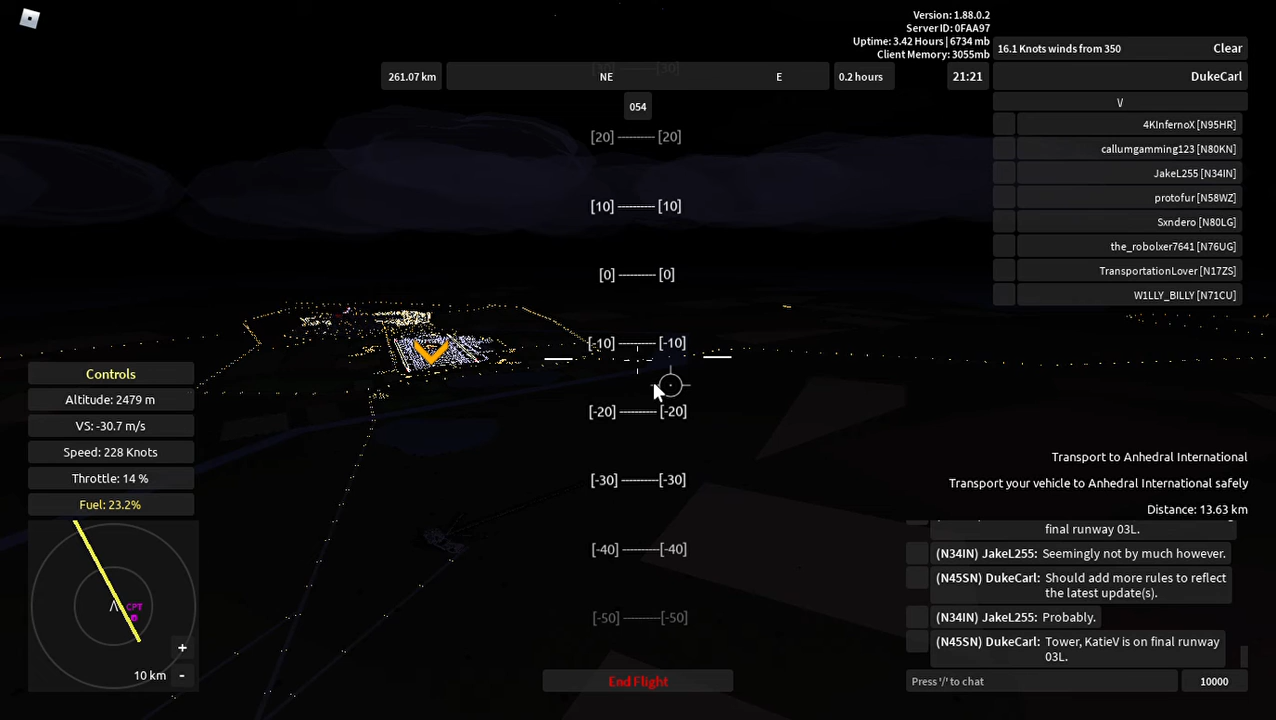 Version: 1.88.0.2
Server ID: 0FAA97
Uptime: 3.42 Hours | 6734 mb
Client Memory: 3055mb
16.1 Knots winds from 350 Clear
261.07 km NE E 0.2 hours 21:21 DukeCarl
V
054
4KInfernoX [N95HR]
callumgamming123 [N80KN]
JakeL255 [N34IN]
protofur [N58WZ]
Sxndero [N80LG]
the_robolxer7641 [N76UG]
TransportationLover [N17ZS]
W1LLY_BILLY [N71CU]
[30] [30]
[20] ---------- [20]
[10] ---------- [10]
[0] ---------- [0]
[-10] ---------- [-10]
[-20] ---------- [-20]
[-30] ---------- [-30]
[-40] ---------- [-40]
[-50] ---------- [-50]
Controls
Altitude: 2479 m
VS: -30.7 m/s
Speed: 228 Knots
Throttle: 14 %
Fuel: 23.2%
CPT
+
10 km -
End Flight
Transport to Anhedral International
Transport your vehicle to Anhedral International safely
Distance: 13.63 km
final runway 03L.
(N34IN) JakeL255: Seemingly not by much however.
(N45SN) DukeCarl: Should add more rules to reflect
the latest update(s).
(N34IN) JakeL255: Probably.
(N45SN) DukeCarl: Tower, KatieV is on final runway
03L.
Press '/' to chat 10000